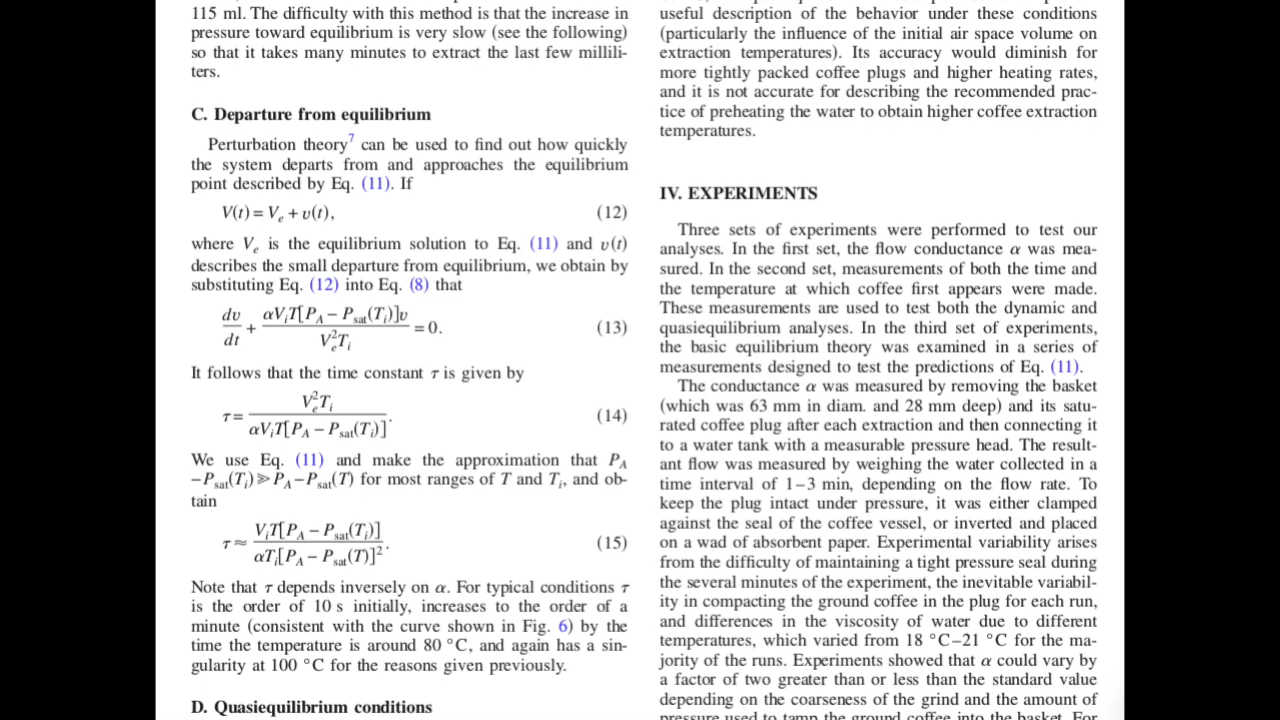 115 ml. The difficulty with this method is that the increase in
pressure toward equilibrium is very slow (see the following)
so that it takes many minutes to extract the last few millili-
ters.
C. Departure from equilibrium
Perturbation theory⁷ can be used to find out how quickly
the system departs from and approaches the equilibrium
point described by Eq. (11). If
V(t) = Vₑ + υ(t), (12)
where Vₑ is the equilibrium solution to Eq. (11) and υ(t)
describes the small departure from equilibrium, we obtain by
substituting Eq. (12) into Eq. (8) that
dυ/dt + αVᵢT[P_A − P_sat(Tᵢ)]υ / Vₑ²Tᵢ = 0. (13)
It follows that the time constant τ is given by
τ = Vₑ²Tᵢ / αVᵢT[P_A − P_sat(Tᵢ)]. (14)
We use Eq. (11) and make the approximation that P_A
−P_sat(Tᵢ) ≫ P_A−P_sat(T) for most ranges of T and Tᵢ, and ob-
tain
τ ≈ VᵢT[P_A − P_sat(Tᵢ)] / αTᵢ[P_A − P_sat(T)]². (15)
Note that τ depends inversely on α. For typical conditions τ
is the order of 10 s initially, increases to the order of a
minute (consistent with the curve shown in Fig. 6) by the
time the temperature is around 80 °C, and again has a sin-
gularity at 100 °C for the reasons given previously.
D. Quasiequilibrium conditions
useful description of the behavior under these conditions
(particularly the influence of the initial air space volume on
extraction temperatures). Its accuracy would diminish for
more tightly packed coffee plugs and higher heating rates,
and it is not accurate for describing the recommended prac-
tice of preheating the water to obtain higher coffee extraction
temperatures.
IV. EXPERIMENTS
Three sets of experiments were performed to test our
analyses. In the first set, the flow conductance α was mea-
sured. In the second set, measurements of both the time and
the temperature at which coffee first appears were made.
These measurements are used to test both the dynamic and
quasiequilibrium analyses. In the third set of experiments,
the basic equilibrium theory was examined in a series of
measurements designed to test the predictions of Eq. (11).
The conductance α was measured by removing the basket
(which was 63 mm in diam. and 28 mm deep) and its satu-
rated coffee plug after each extraction and then connecting it
to a water tank with a measurable pressure head. The result-
ant flow was measured by weighing the water collected in a
time interval of 1–3 min, depending on the flow rate. To
keep the plug intact under pressure, it was either clamped
against the seal of the coffee vessel, or inverted and placed
on a wad of absorbent paper. Experimental variability arises
from the difficulty of maintaining a tight pressure seal during
the several minutes of the experiment, the inevitable variabil-
ity in compacting the ground coffee in the plug for each run,
and differences in the viscosity of water due to different
temperatures, which varied from 18 °C–21 °C for the ma-
jority of the runs. Experiments showed that α could vary by
a factor of two greater than or less than the standard value
depending on the coarseness of the grind and the amount of
pressure used to tamp the ground coffee into the basket. For